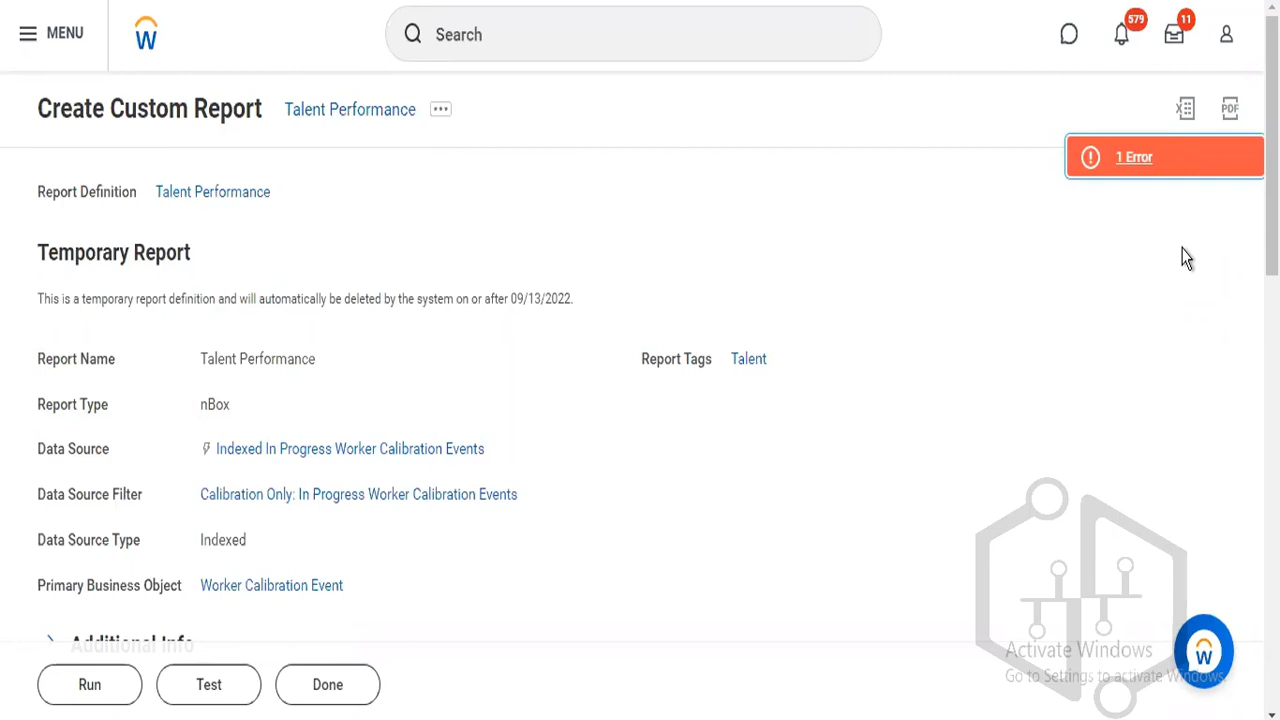 MENU
Search
579
11
Create Custom Report
Talent Performance
PDF
1 Error
Report Definition
Talent Performance
Temporary Report
This is a temporary report definition and will automatically be deleted by the system on or after 09/13/2022.
Report Name
Talent Performance
Report Tags
Talent
Report Type
nBox
Data Source
Indexed In Progress Worker Calibration Events
Data Source Filter
Calibration Only: In Progress Worker Calibration Events
Data Source Type
Indexed
Primary Business Object
Worker Calibration Event
Additional Info
Activate Windows
Go to Settings to activate Windows.
Run
Test
Done